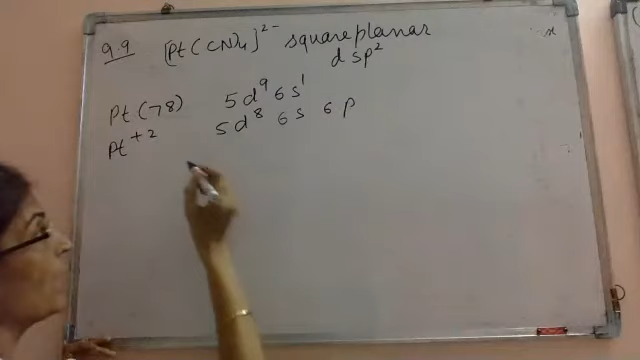 9.9 [Pt(CN)4]²⁻ square planar
dsp²
Pt(78) 5d⁹ 6s¹
Pt⁺² 5d⁸ 6s 6p